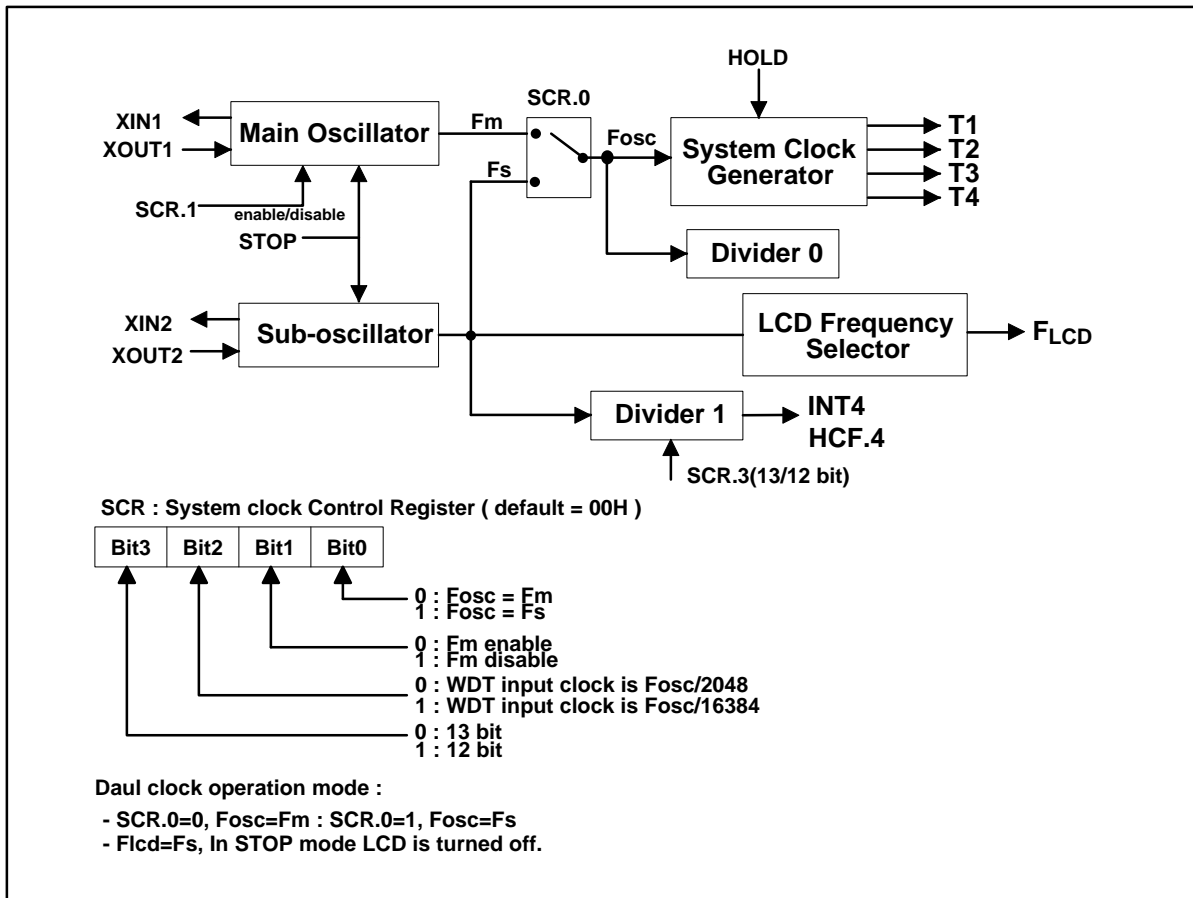 HOLD
SCR.0
XIN1
XOUT1
Main Oscillator
Fm
Fosc
System Clock
Generator
T1
T2
T3
T4
Fs
SCR.1
enable/disable
STOP
Divider 0
XIN2
XOUT2
Sub-oscillator
LCD Frequency
Selector
FLCD
Divider 1
INT4
HCF.4
SCR.3(13/12 bit)
SCR : System clock Control Register ( default = 00H )
Bit3 Bit2 Bit1 Bit0
0 : Fosc = Fm
1 : Fosc = Fs
0 : Fm enable
1 : Fm disable
0 : WDT input clock is Fosc/2048
1 : WDT input clock is Fosc/16384
0 : 13 bit
1 : 12 bit
Daul clock operation mode :
- SCR.0=0, Fosc=Fm : SCR.0=1, Fosc=Fs
- Flcd=Fs, In STOP mode LCD is turned off.